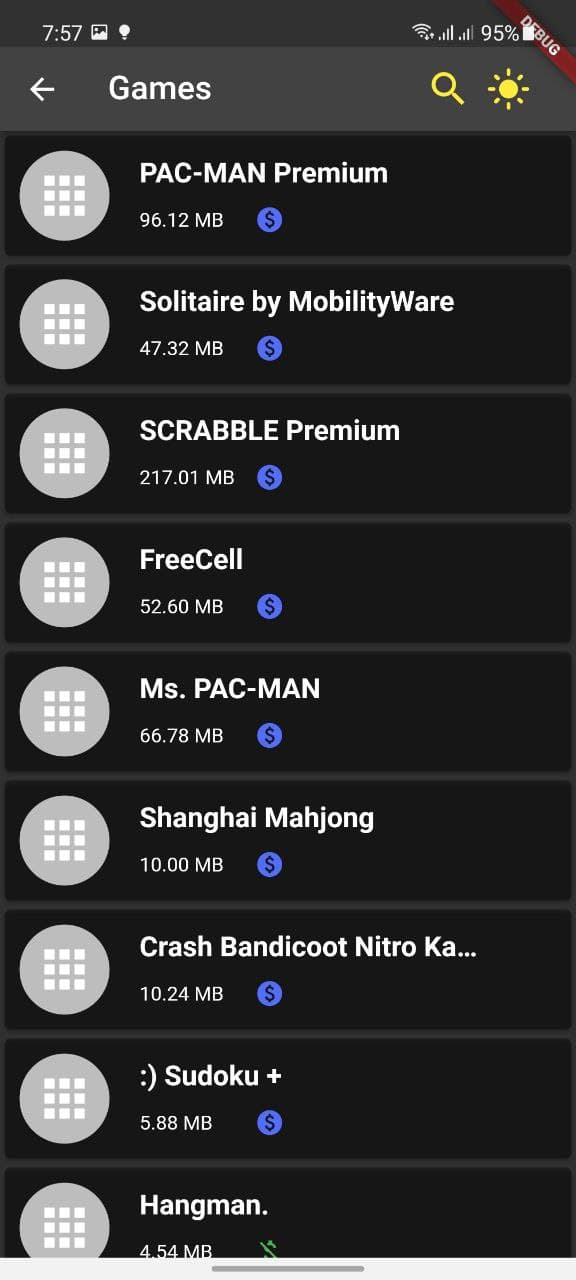 7:57
95%
DEBUG
Games
PAC-MAN Premium
96.12 MB $
Solitaire by MobilityWare
47.32 MB $
SCRABBLE Premium
217.01 MB $
FreeCell
52.60 MB $
Ms. PAC-MAN
66.78 MB $
Shanghai Mahjong
10.00 MB $
Crash Bandicoot Nitro Ka...
10.24 MB $
:) Sudoku +
5.88 MB $
Hangman.
4.54 MB